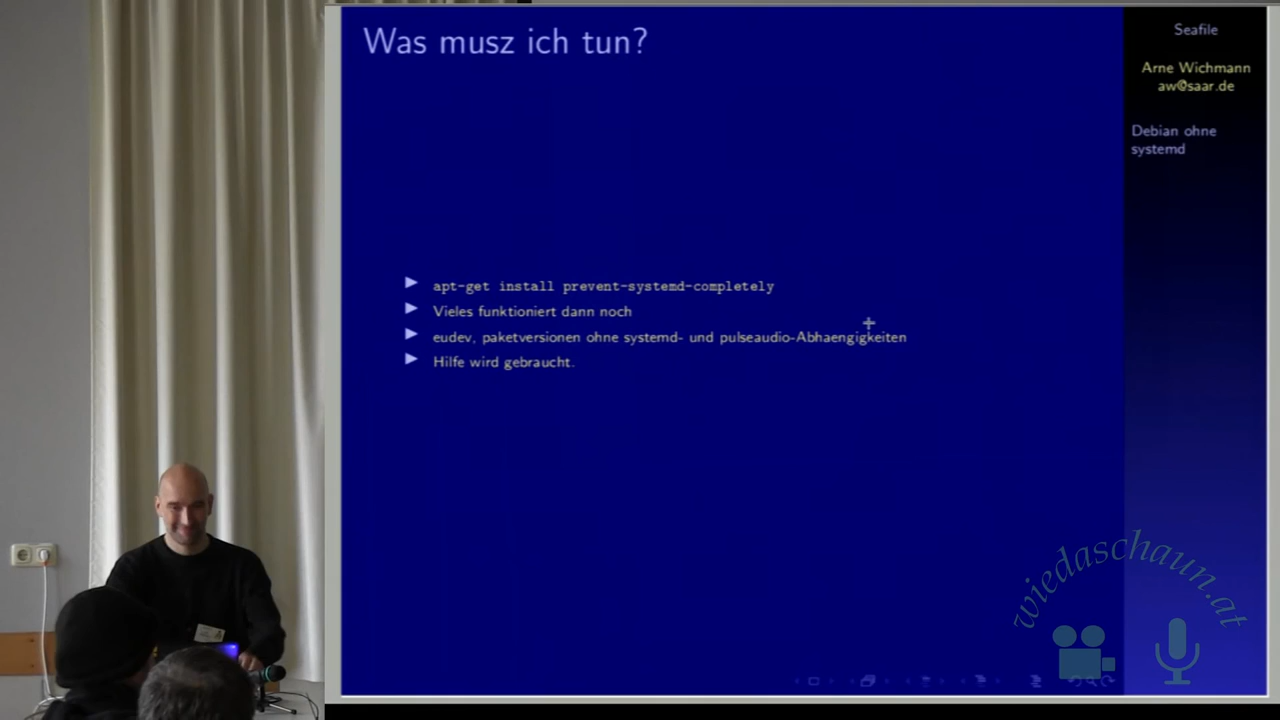 Was musz ich tun?
apt-get install prevent-systemd-completely
Vieles funktioniert dann noch
eudev, paketversionen ohne systemd- und pulseaudio-Abhaengigkeiten
Hilfe wird gebraucht.
Seafile
Arne Wichmann
aw@saar.de
Debian ohne
systemd
wiedaschaun.at